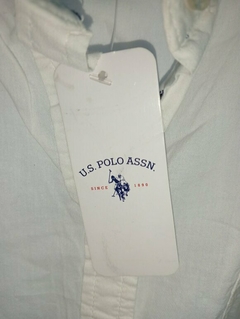 U.S. POLO ASSN.
SINCE 1890